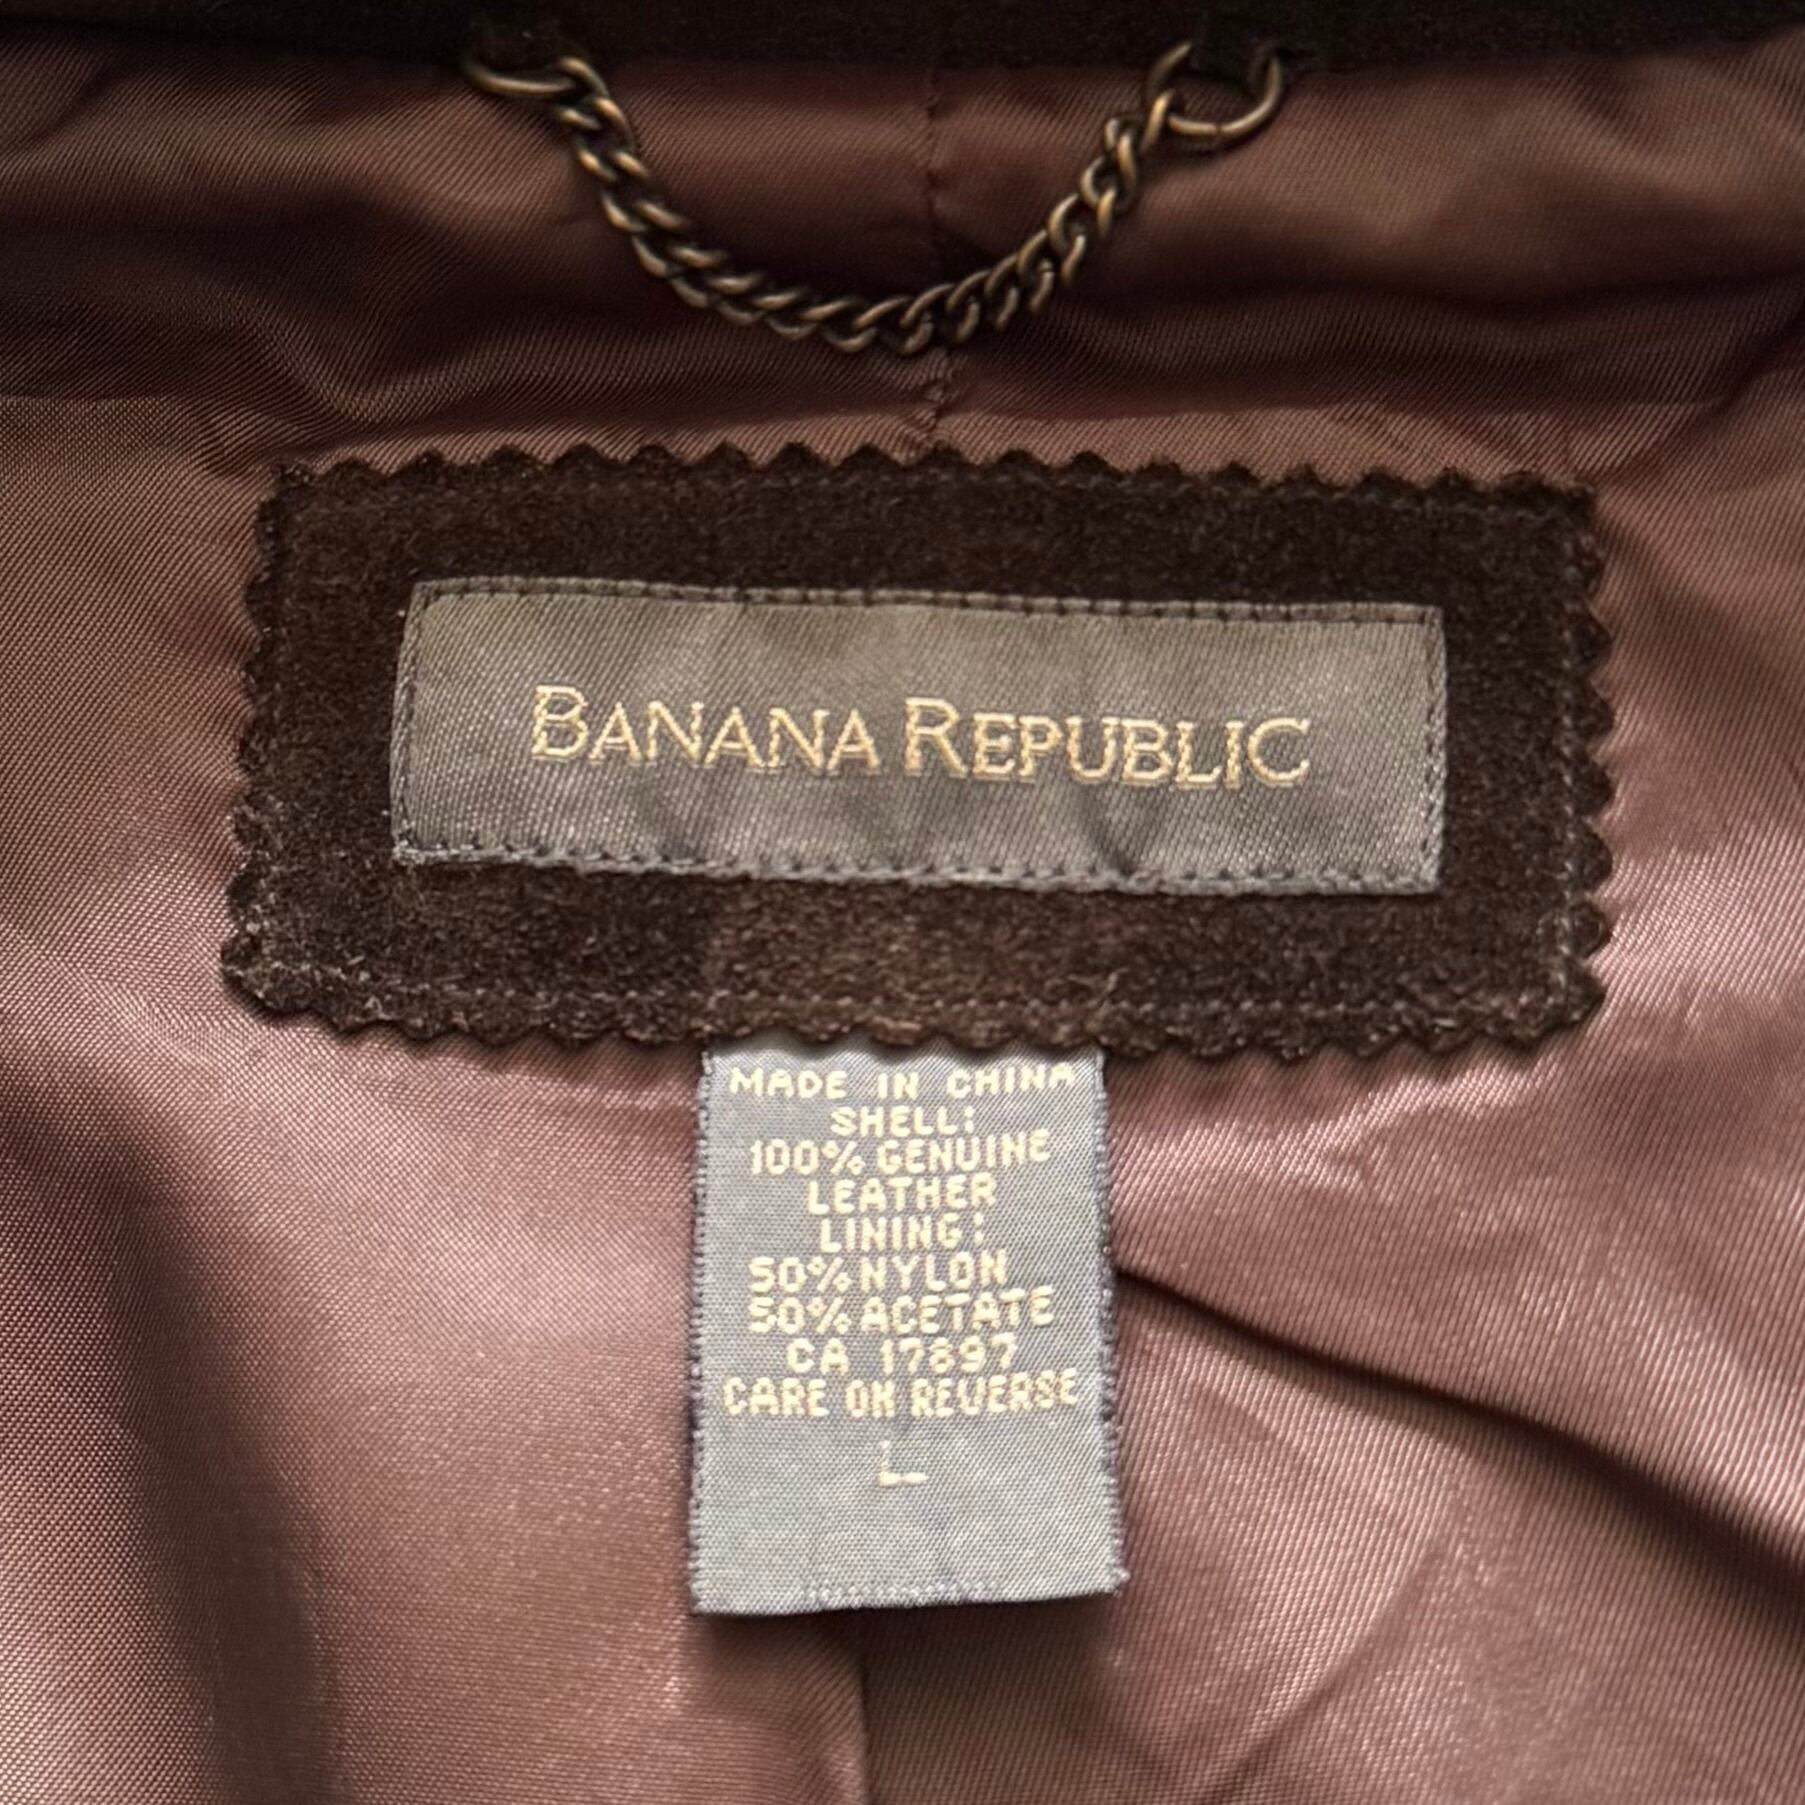 BANANA REPUBLIC
MADE IN CHINA
SHELL:
100% GENUINE
LEATHER
LINING:
50% NYLON
50% ACETATE
CA 17897
CARE ON REVERSE
L